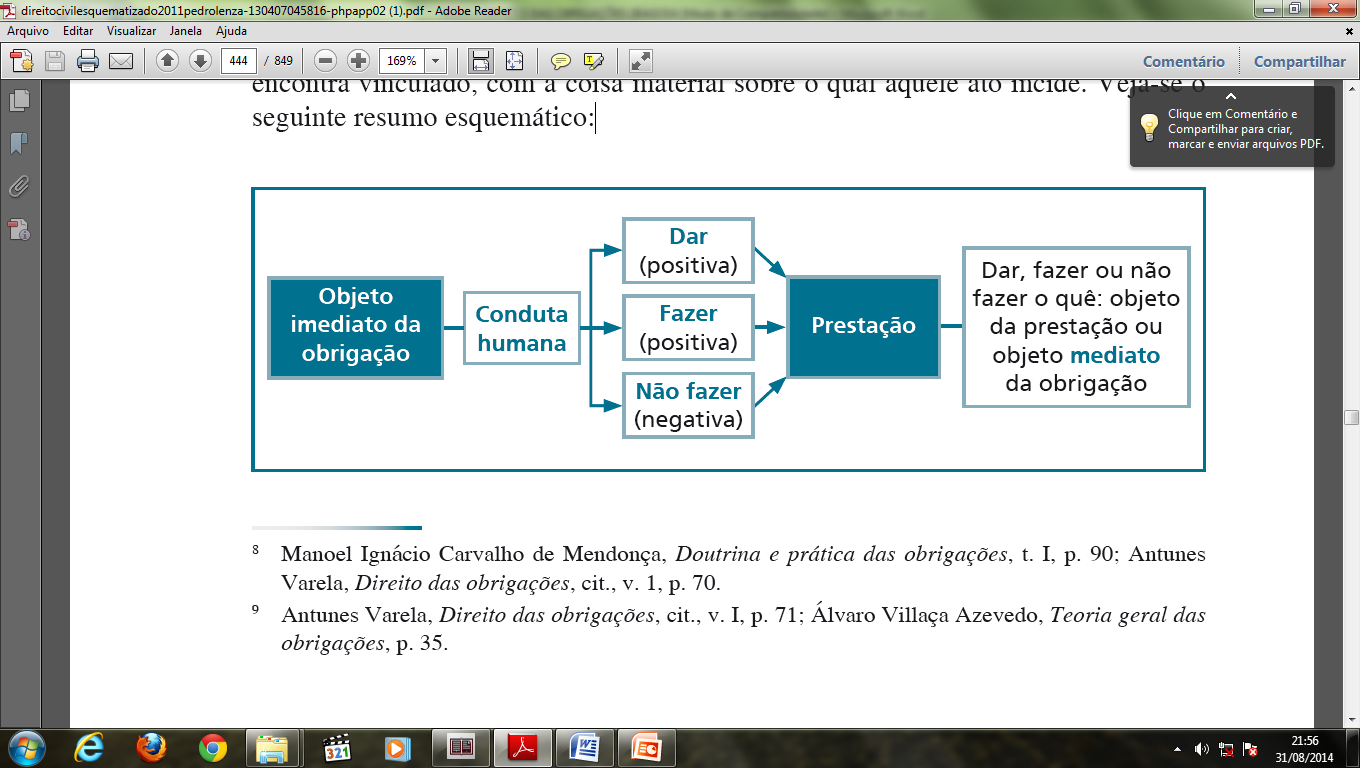 direitocivilesquematizado2011pedrolenza-130407045816-phpapp02 (1).pdf - Adobe Reader
Arquivo Editar Visualizar Janela Ajuda
444 / 849 169% Comentário Compartilhar
encontra vinculado, com a coisa material sobre o qual aquele ato incide. Veja-se o
seguinte resumo esquemático:
Clique em Comentário e
Compartilhar para criar,
marcar e enviar arquivos PDF.
Objeto
imediato da
obrigação
Conduta
humana
Dar
(positiva)
Fazer
(positiva)
Não fazer
(negativa)
Prestação
Dar, fazer ou não
fazer o quê: objeto
da prestação ou
objeto mediato
da obrigação
8 Manoel Ignácio Carvalho de Mendonça, Doutrina e prática das obrigações, t. I, p. 90; Antunes
Varela, Direito das obrigações, cit., v. 1, p. 70.
9 Antunes Varela, Direito das obrigações, cit., v. I, p. 71; Álvaro Villaça Azevedo, Teoria geral das
obrigações, p. 35.
321
21:56
31/08/2014